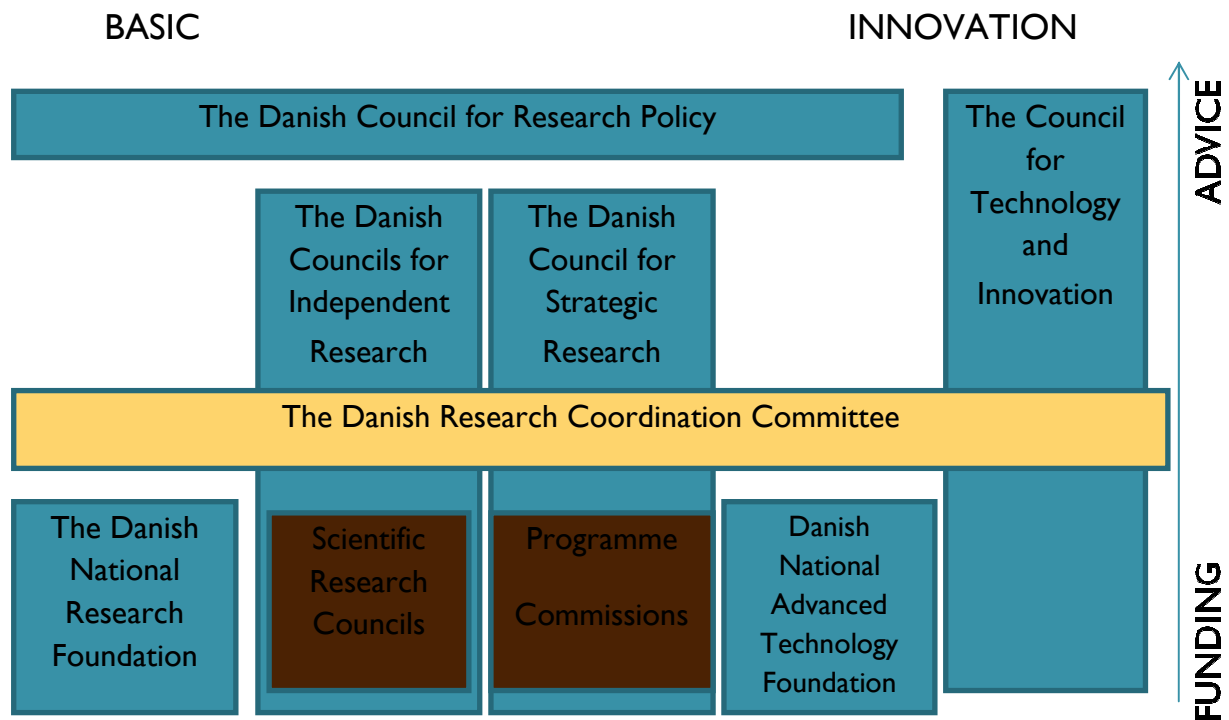 BASIC
INNOVATION
The Danish Council for Research Policy
The Council
for
Technology
and
Innovation
ADVICE
The Danish
Councils for
Independent
Research
The Danish
Council for
Strategic
Research
The Danish Research Coordination Committee
The Danish
National
Research
Foundation
Scientific
Research
Councils
Programme
Commissions
Danish
National
Advanced
Technology
Foundation
FUNDING